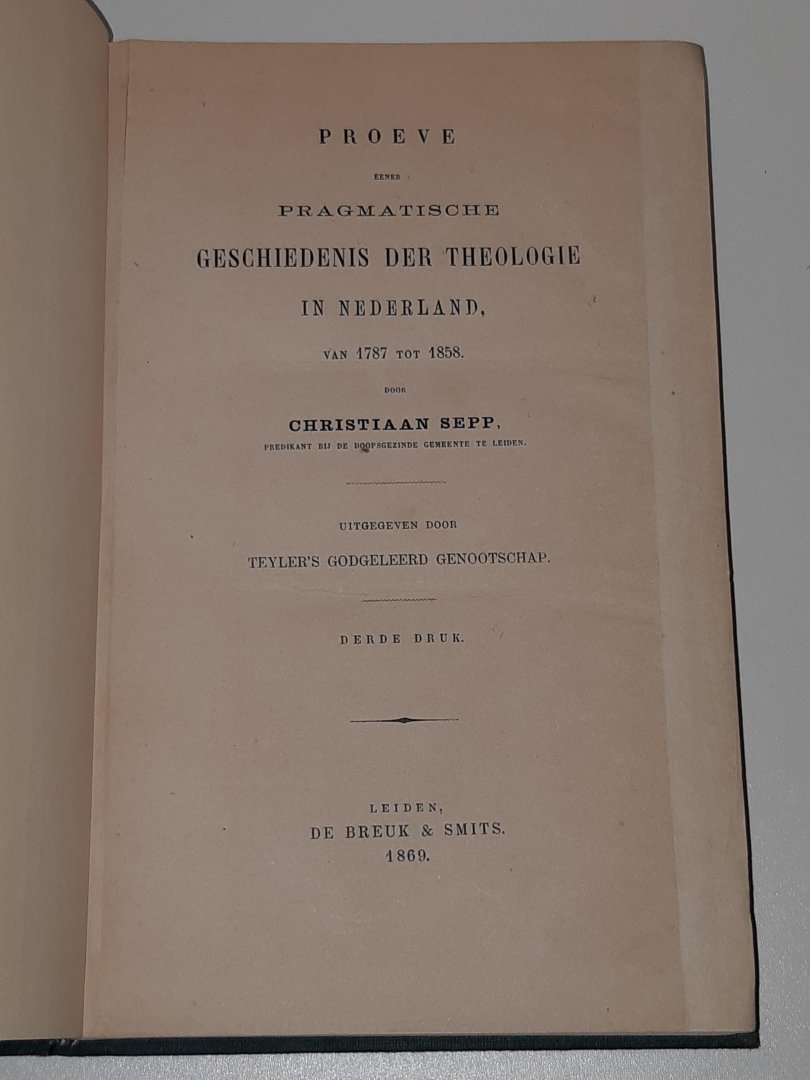 PROEVE
EENER
PRAGMATISCHE
GESCHIEDENIS DER THEOLOGIE
IN NEDERLAND,
VAN 1787 TOT 1858.
DOOR
CHRISTIAAN SEPP,
PREDIKANT BIJ DE DOOPSGEZINDE GEMEENTE TE LEIDEN.
UITGEGEVEN DOOR
TEYLER'S GODGELEERD GENOOTSCHAP.
DERDE DRUK.
LEIDEN,
DE BREUK & SMITS.
1869.